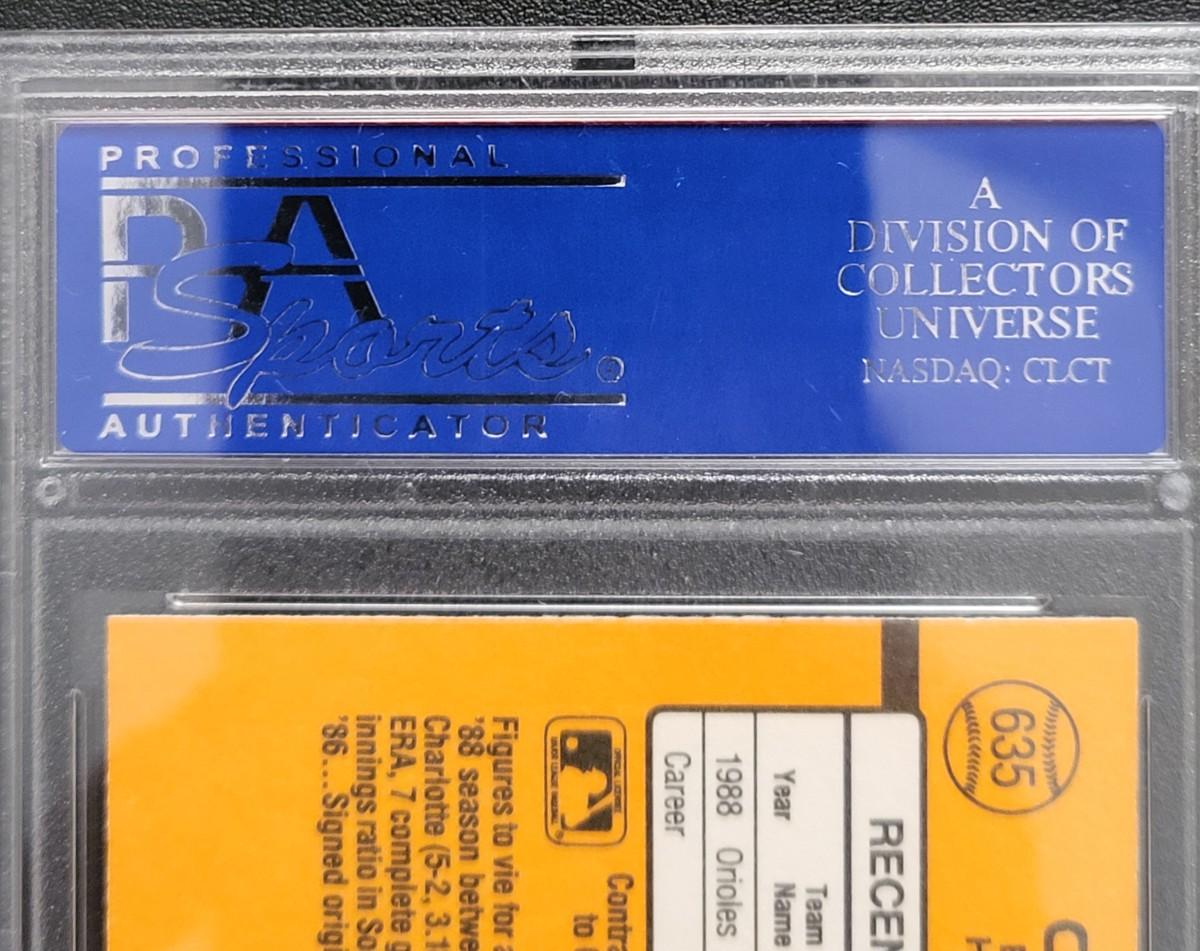 PROFESSIONAL
PSA
Sports®
AUTHENTICATOR
A
DIVISION OF
COLLECTORS
UNIVERSE
NASDAQ: CLCT
635
RECEN
Year Team Name
1988 Orioles
Career
Contra
to
Figures to vie for a
'88 season betwe
Charlotte (5-2, 3.1
ERA, 7 complete g
innings ratio in So
'86...Signed origi